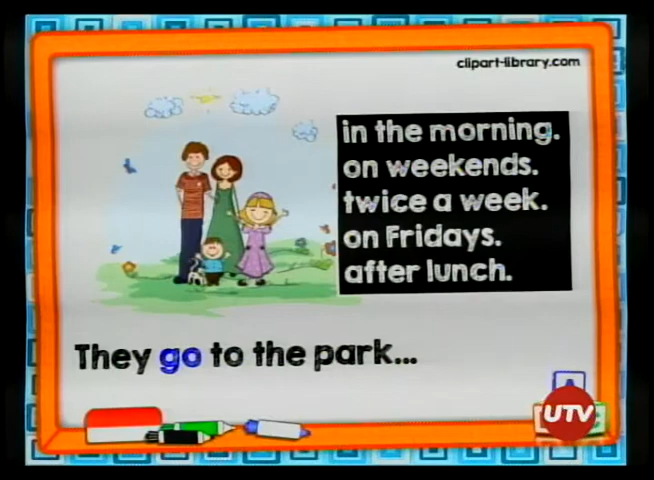 clipart-library.com
in the morning.
on weekends.
twice a week.
on Fridays.
after lunch.
They go to the park...
A
UTV